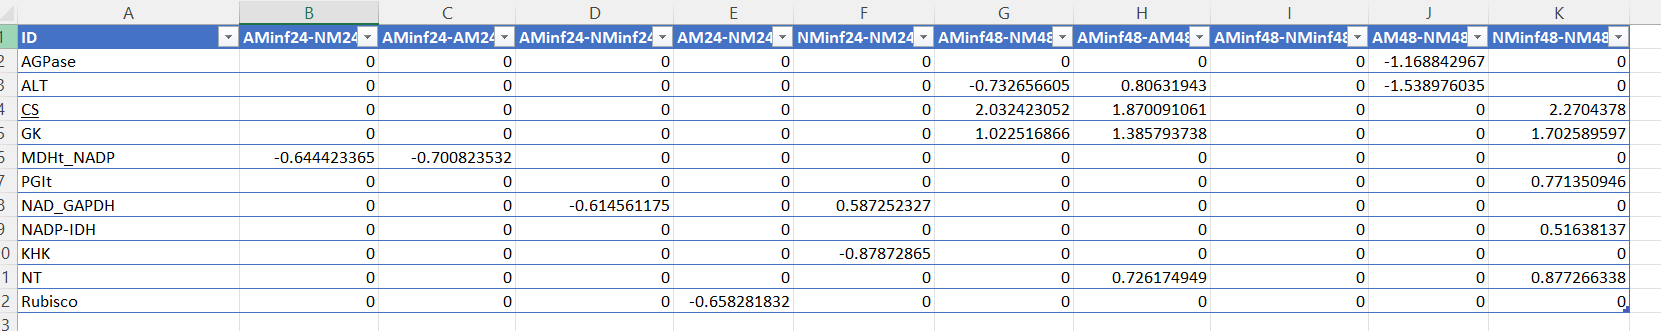 A B C D E F G H I J K
1 ID AMinf24-NM24 AMinf24-AM24 AMinf24-NMinf24 AM24-NM24 NMinf24-NM24 AMinf48-NM48 AMinf48-AM48 AMinf48-NMinf48 AM48-NM48 NMinf48-NM48
2 AGPase 0 0 0 0 0 0 0 0 -1.168842967 0
3 ALT 0 0 0 0 0 -0.732656605 0.80631943 0 -1.538976035 0
4 CS 0 0 0 0 0 2.032423052 1.870091061 0 0 2.2704378
5 GK 0 0 0 0 0 1.022516866 1.385793738 0 0 1.702589597
6 MDHt_NADP -0.644423365 -0.700823532 0 0 0 0 0 0 0 0
7 PGIt 0 0 0 0 0 0 0 0 0 0.771350946
8 NAD_GAPDH 0 0 -0.614561175 0 0.587252327 0 0 0 0 0
9 NADP-IDH 0 0 0 0 0 0 0 0 0 0.51638137
0 KHK 0 0 0 0 -0.87872865 0 0 0 0 0
1 NT 0 0 0 0 0 0 0.726174949 0 0 0.877266338
2 Rubisco 0 0 0 -0.658281832 0 0 0 0 0 0
3